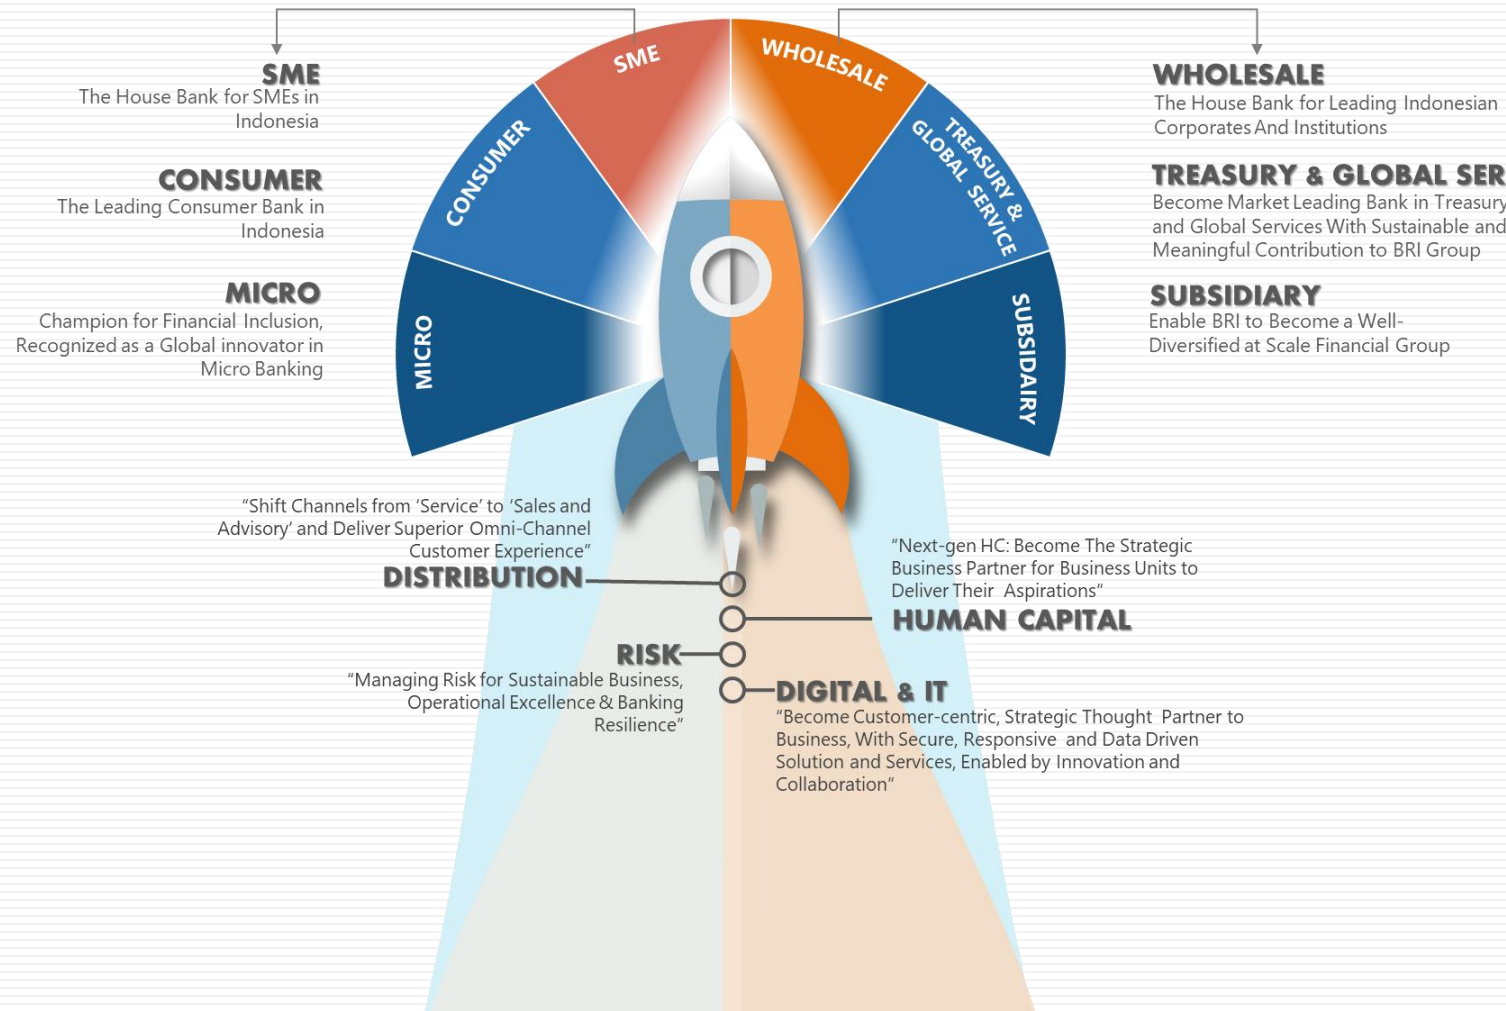 SME
The House Bank for SMEs in
Indonesia
CONSUMER
The Leading Consumer Bank in
Indonesia
MICRO
Champion for Financial Inclusion,
Recognized as a Global innovator in
Micro Banking
MICRO
CONSUMER
SME
WHOLESALE
TREASURY &
GLOBAL SERVICE
SUBSIDAIRY
WHOLESALE
The House Bank for Leading Indonesian
Corporates And Institutions
TREASURY & GLOBAL SER
Become Market Leading Bank in Treasury
and Global Services With Sustainable and
Meaningful Contribution to BRI Group
SUBSIDIARY
Enable BRI to Become a Well-
Diversified at Scale Financial Group
“Shift Channels from ‘Service’ to ‘Sales and
Advisory’ and Deliver Superior Omni-Channel
Customer Experience”
DISTRIBUTION
“Next-gen HC: Become The Strategic
Business Partner for Business Units to
Deliver Their Aspirations“
HUMAN CAPITAL
RISK
“Managing Risk for Sustainable Business,
Operational Excellence & Banking
Resilience”
DIGITAL & IT
“Become Customer-centric, Strategic Thought Partner to
Business, With Secure, Responsive and Data Driven
Solution and Services, Enabled by Innovation and
Collaboration”